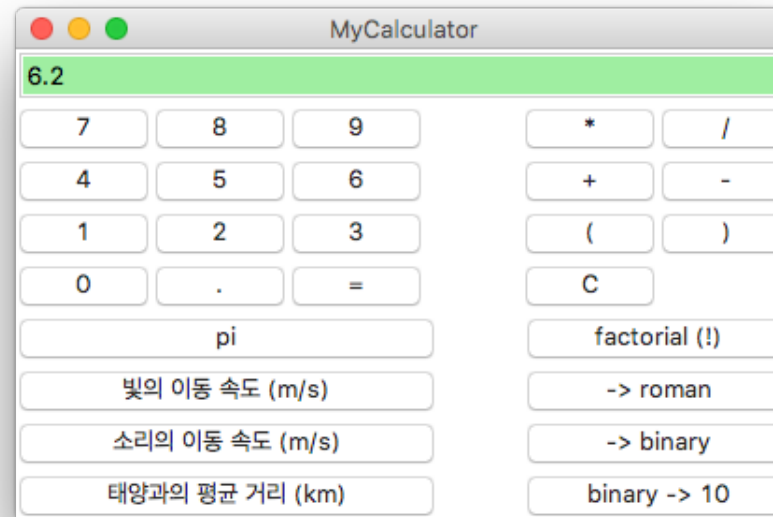 MyCalculator
6.2
7 8 9 * /
4 5 6 + -
1 2 3 ( )
0 . = C
pi factorial (!)
빛의 이동 속도 (m/s) -> roman
소리의 이동 속도 (m/s) -> binary
태양과의 평균 거리 (km) binary -> 10